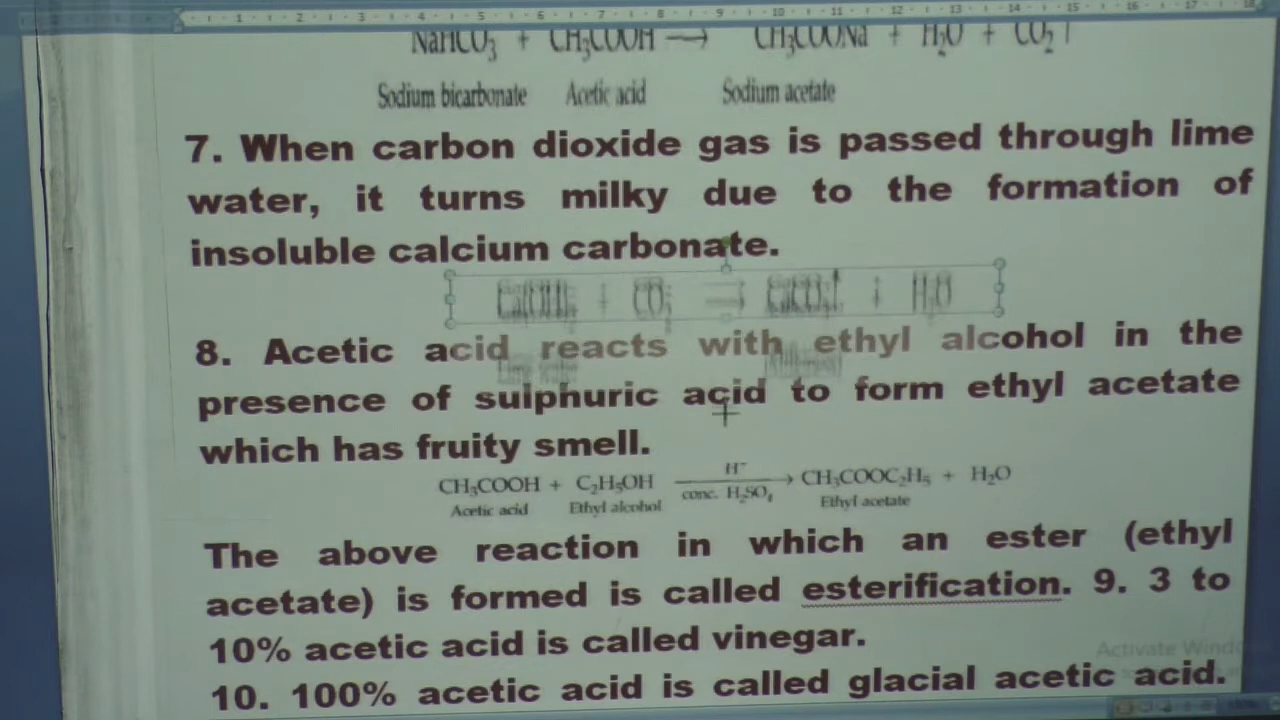 NaHCO3 + CH3COOH → CH3COONa + H2O + CO2 ↑
Sodium bicarbonate Acetic acid Sodium acetate
7. When carbon dioxide gas is passed through lime
water, it turns milky due to the formation of
insoluble calcium carbonate.
CO2 → + H2O
8. Acetic acid reacts with ethyl alcohol in the
presence of sulphuric acid to form ethyl acetate
which has fruity smell.
CH3COOH + C2H5OH H+ conc. H2SO4 → CH3COOC2H5 + H2O
Acetic acid Ethyl alcohol Ethyl acetate
The above reaction in which an ester (ethyl
acetate) is formed is called esterification. 9. 3 to
10% acetic acid is called vinegar.
Activate
10. 100% acetic acid is called glacial acetic acid.